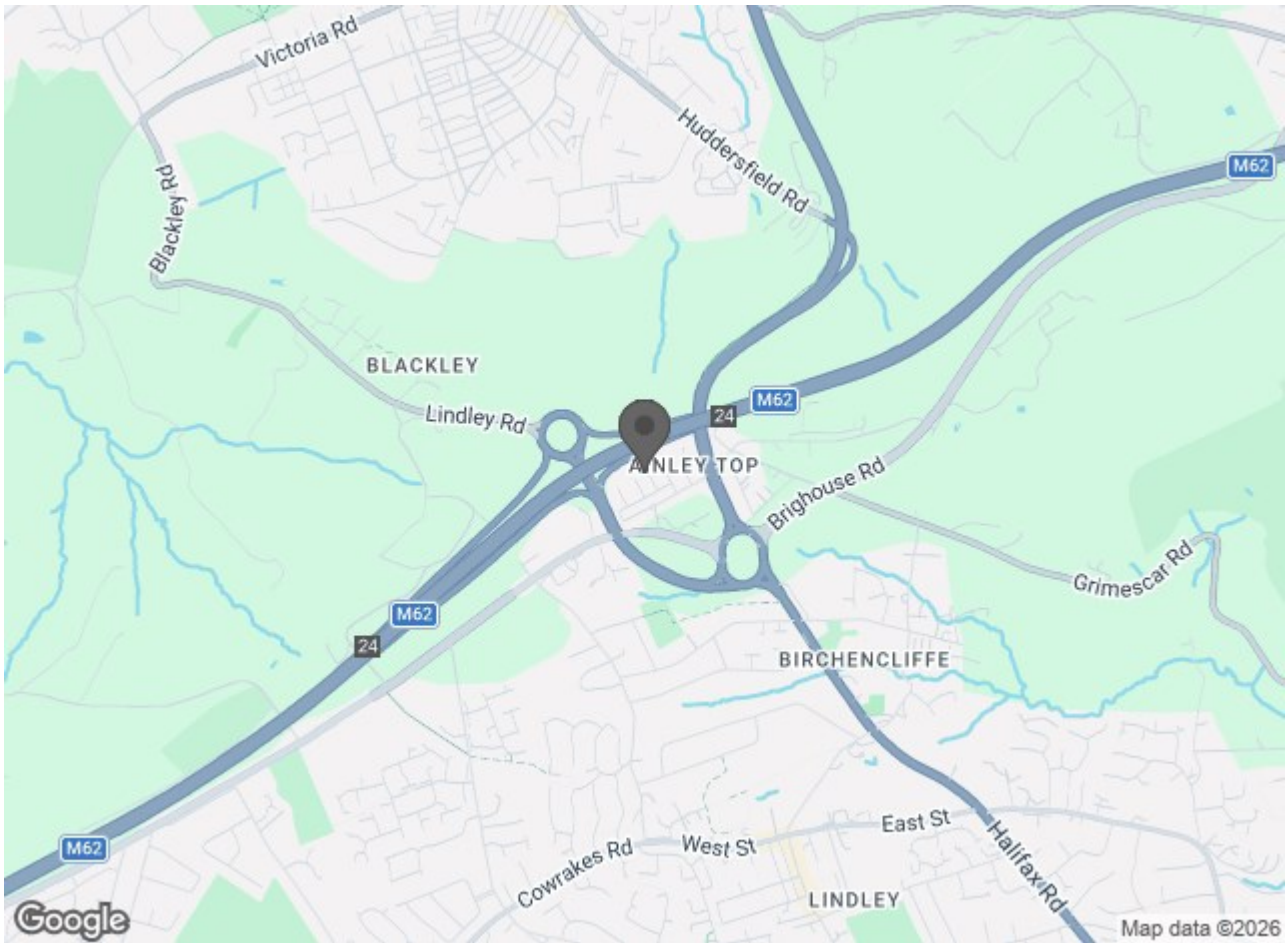 Victoria Rd
Huddersfield Rd
M62
Blackley Rd
BLACKLEY
M62
24
Lindley Rd
AINLEY TOP
Brighouse Rd
Grimescar Rd
M62
24
BIRCHENCLIFFE
M62
East St
West St
Cowrakes Rd
Halifax Rd
LINDLEY
Google
Map data ©2026